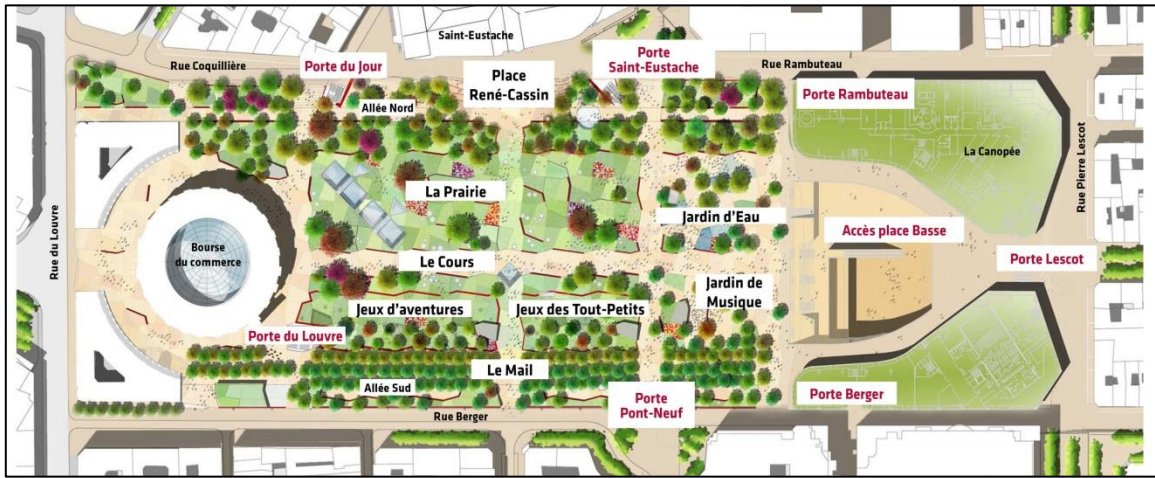 Saint-Eustache
Rue Coquillière
Porte du Jour
Place
René-Cassin
Porte
Saint-Eustache
Rue Rambuteau
Porte Rambuteau
Allée Nord
La Canopée
Rue Pierre Lescot
La Prairie
Jardin d'Eau
Accès place Basse
Rue du Louvre
Bourse
du commerce
Le Cours
Porte Lescot
Jardin de
Musique
Jeux d'aventures
Jeux des Tout-Petits
Porte du Louvre
Le Mail
Allée Sud
Porte
Pont-Neuf
Porte Berger
Rue Berger